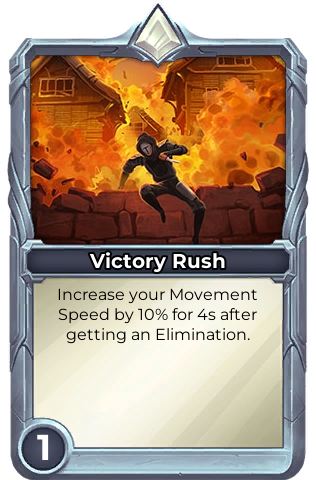 Victory Rush
Increase your Movement
Speed by 10% for 4s after
getting an Elimination.
1